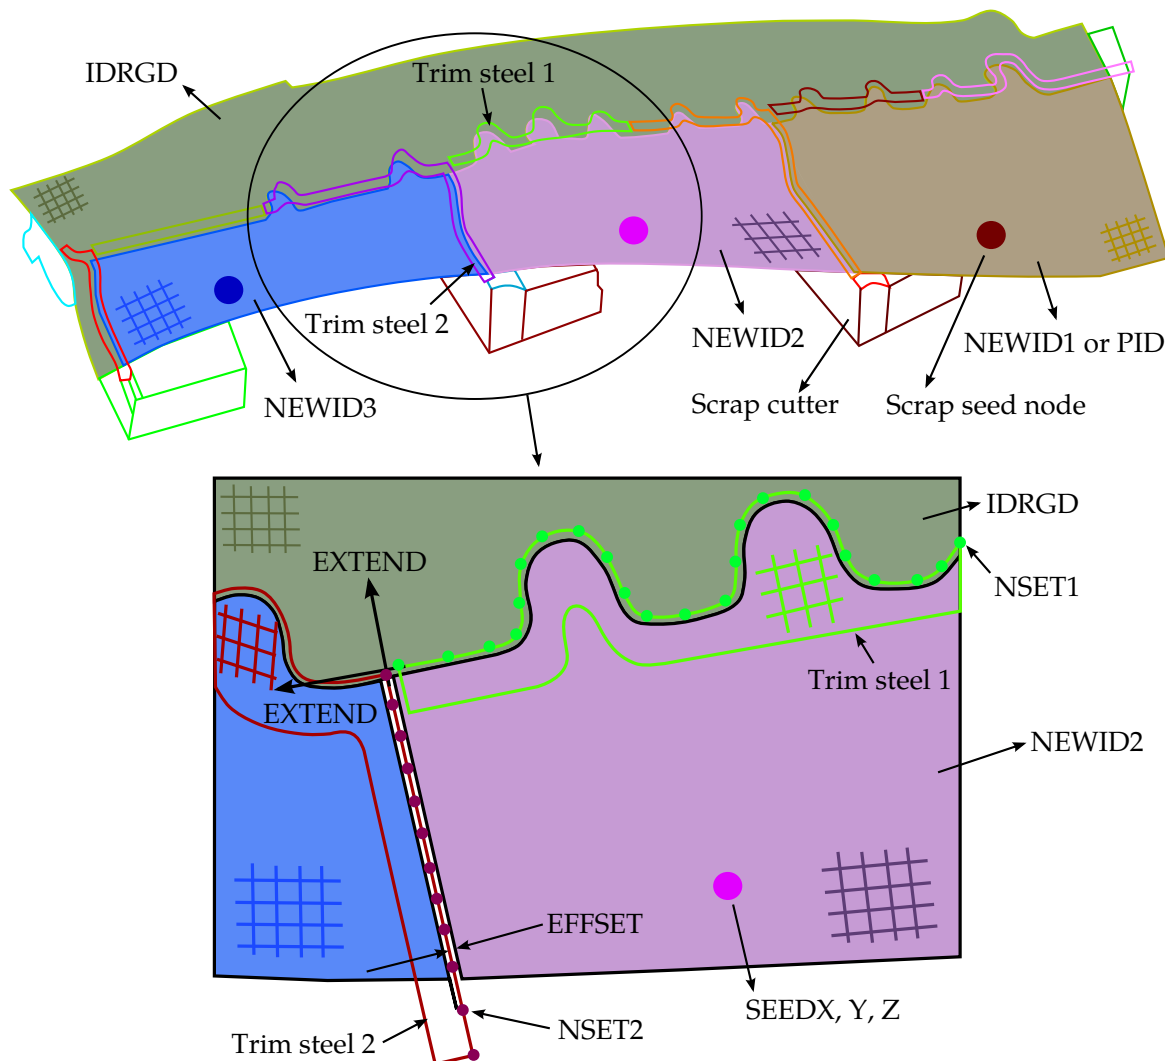 IDRGD
Trim steel 1
Trim steel 2
NEWID2
NEWID1 or PID
NEWID3
Scrap cutter
Scrap seed node
IDRGD
EXTEND
NSET1
Trim steel 1
EXTEND
NEWID2
EFFSET
SEEDX, Y, Z
NSET2
Trim steel 2